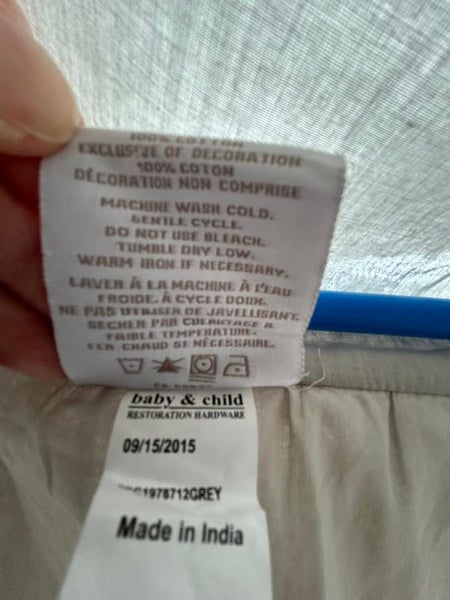 100% COTTON
EXCLUSIVE OF DECORATION
100% COTON
DÉCORATION NON COMPRISE
MACHINE WASH COLD.
GENTLE CYCLE.
DO NOT USE BLEACH.
TUMBLE DRY LOW.
WARM IRON IF NECESSARY.
LAVER À LA MACHINE À L'EAU
FROIDE, À CYCLE DOUX.
NE PAS UTILISER DE JAVELLISANT.
SECHER PAR CULBUTAGE A
FAIBLE TEMPÉRATURE.
FER CHAUD SI NÉCESSAIRE.
baby & child
RESTORATION HARDWARE
09/15/2015
1978712GREY
Made in India